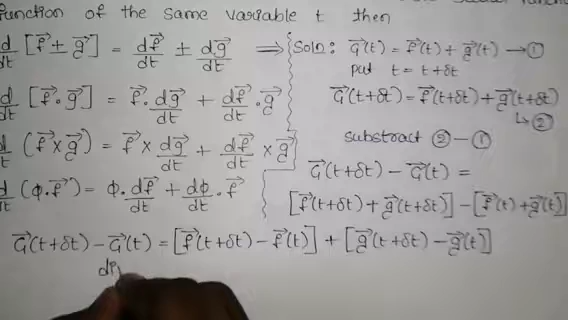 function of the same variable t then
d/dt [f⃗ ± g⃗] = df⃗/dt ± dg⃗/dt ⟹
d/dt [f⃗ · g⃗] = f⃗ · dg⃗/dt + df⃗/dt · g⃗
d/dt (f⃗ × g⃗) = f⃗ × dg⃗/dt + df⃗/dt × g⃗
d/dt (φ · f⃗) = φ · df⃗/dt + dφ/dt · f⃗
Soln: G⃗(t) = f⃗(t) + g⃗(t) → ①
put t = t + δt
G⃗(t+δt) = f⃗(t+δt) + g⃗(t+δt)
↳ ②
substract ② - ①
G⃗(t+δt) - G⃗(t) =
[f⃗(t+δt) + g⃗(t+δt)] - [f⃗(t) + g⃗(t)]
G⃗(t+δt) - G⃗(t) = [f⃗(t+δt) - f⃗(t)] + [g⃗(t+δt) - g⃗(t)]